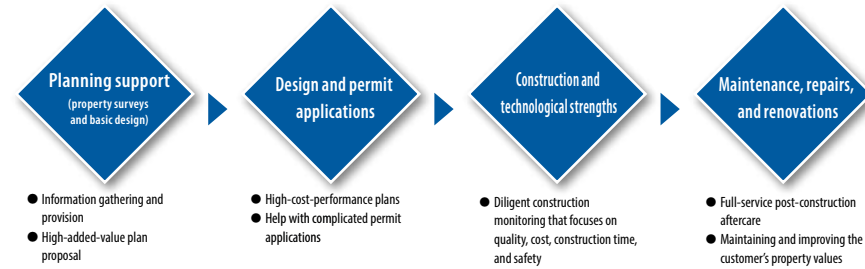 Planning support
(property surveys
and basic design)
Design and permit
applications
Construction and
technological strengths
Maintenance, repairs,
and renovations
● Information gathering and
provision
● High-added-value plan
proposal
● High-cost-performance plans
● Help with complicated permit
applications
● Diligent construction
monitoring that focuses on
quality, cost, construction time,
and safety
● Full-service post-construction
aftercare
● Maintaining and improving the
customer's property values